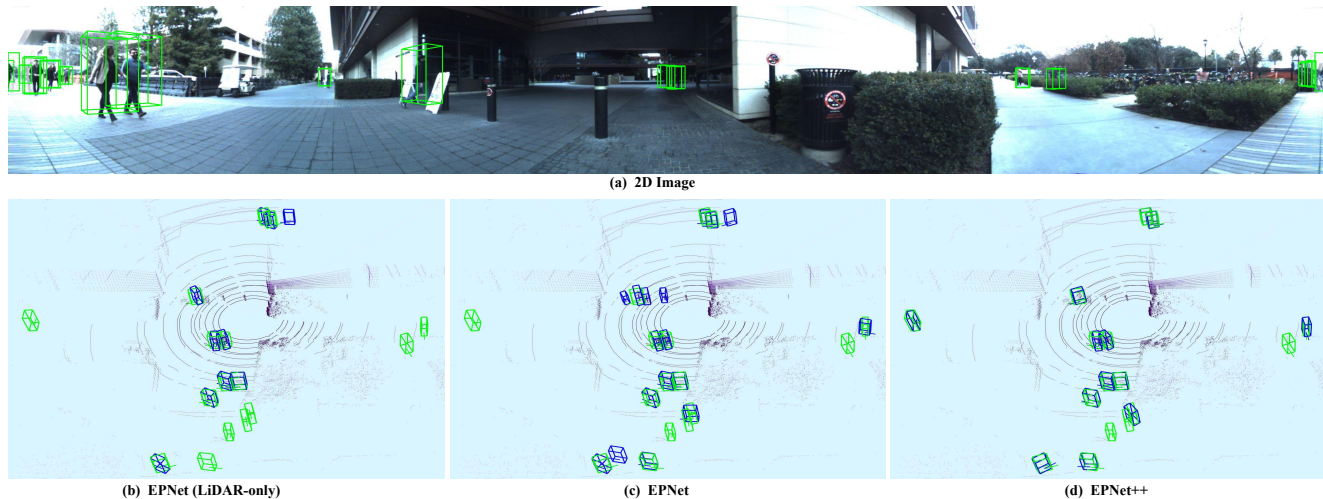 (a) 2D Image
(b) EPNet (LiDAR-only)
(c) EPNet
(d) EPNet++